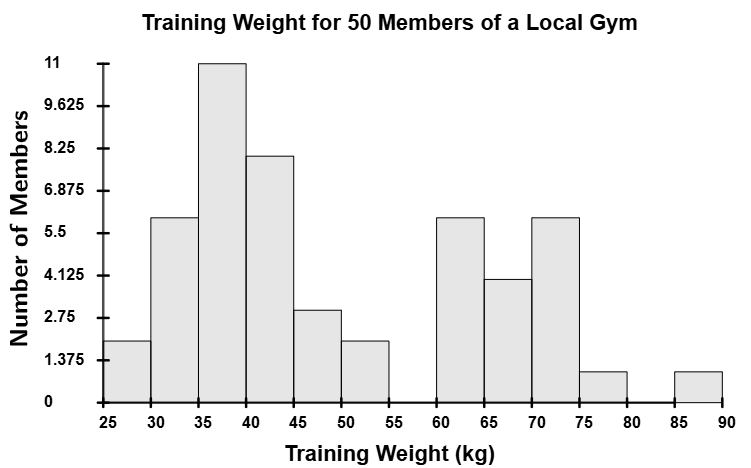 Training Weight for 50 Members of a Local Gym
Number of Members
11
9.625
8.25
6.875
5.5
4.125
2.75
1.375
0
25 30 35 40 45 50 55 60 65 70 75 80 85 90
Training Weight (kg)